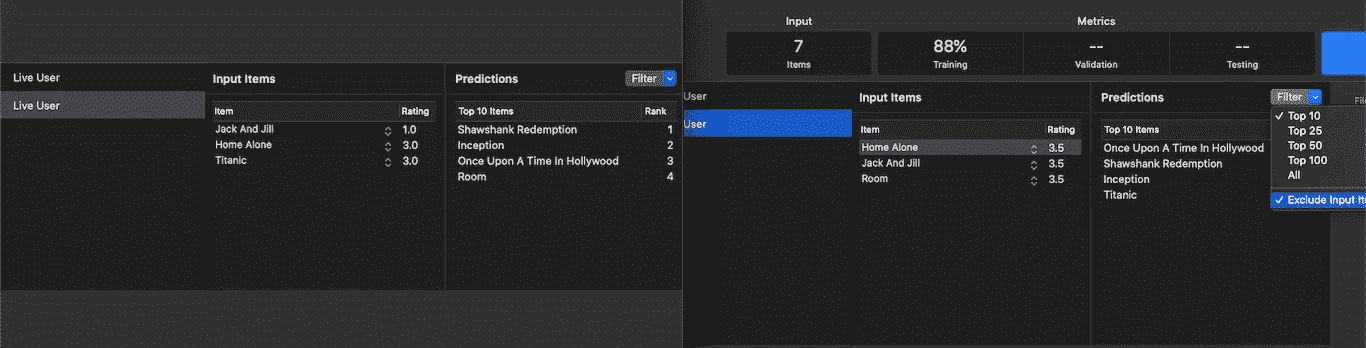 Live User
Live User
Input Items
Item Rating
Jack And Jill 1.0
Home Alone 3.0
Titanic 3.0
Predictions
Filter
Top 10 Items Rank
Shawshank Redemption 1
Inception 2
Once Upon A Time In Hollywood 3
Room 4
Input
7
Items
Metrics
88%
Training
--
Validation
--
Testing
User
User
Input Items
Item Rating
Home Alone 3.5
Jack And Jill 3.5
Room 3.5
Predictions
Filter
Top 10 Items
Once Upon A Time In Hollywood
Shawshank Redemption
Inception
Titanic
✓ Top 10
Top 25
Top 50
Top 100
All
✓ Exclude Input